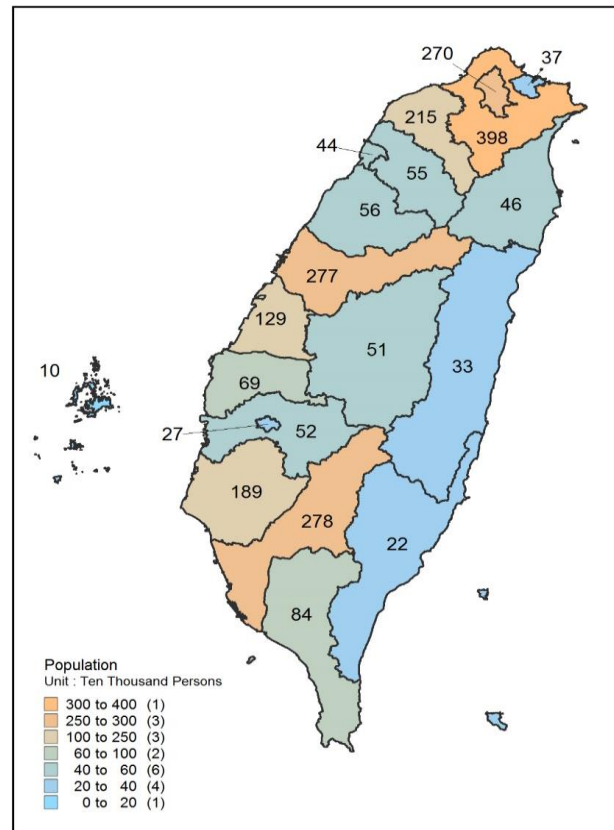 270
37
215
398
44
55
56
46
277
129
51
33
10
69
27
52
189
278
22
84
Population
Unit : Ten Thousand Persons
300 to 400 (1)
250 to 300 (3)
100 to 250 (3)
60 to 100 (2)
40 to 60 (6)
20 to 40 (4)
0 to 20 (1)